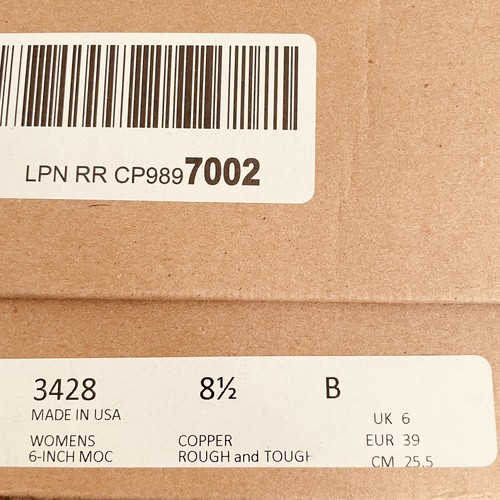 LPN RR CP9897002
3428 8½ B
MADE IN USA
UK 6
WOMENS COPPER EUR 39
6-INCH MOC ROUGH and TOUGH CM 25.5